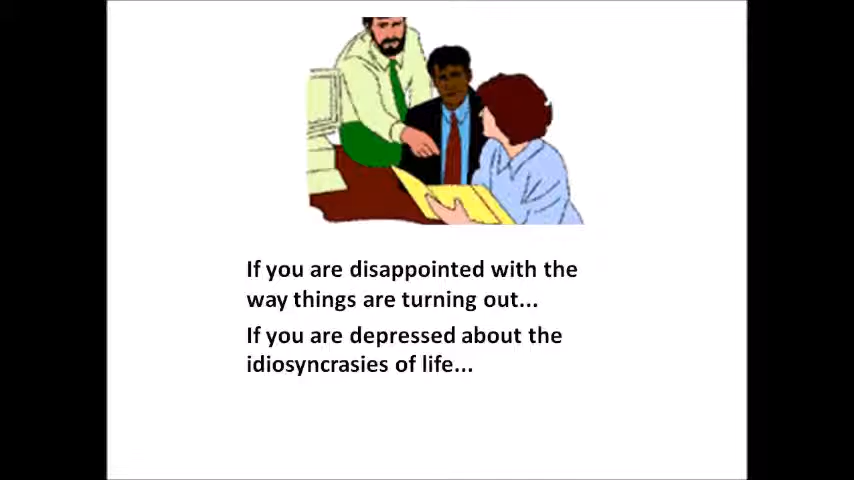 If you are disappointed with the
way things are turning out...
If you are depressed about the
idiosyncrasies of life...